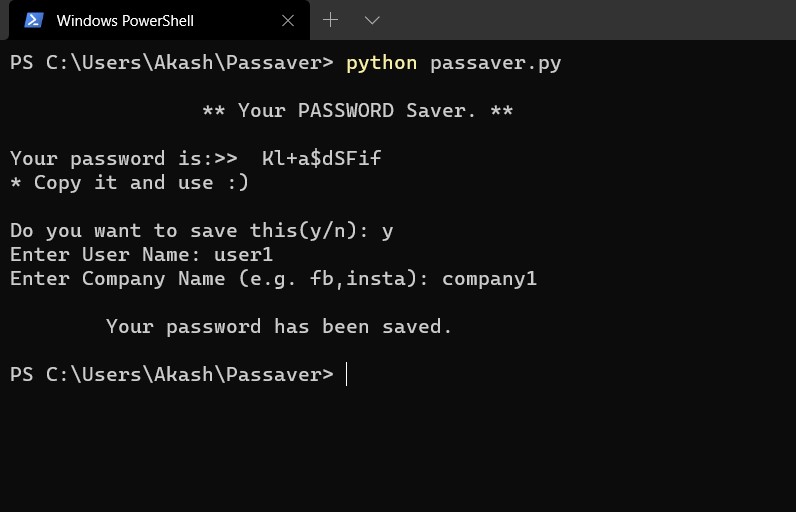 Windows PowerShell
PS C:\Users\Akash\Passaver> python passaver.py
** Your PASSWORD Saver. **
Your password is:>>  Kl+a$dSFif
* Copy it and use :)
Do you want to save this(y/n): y
Enter User Name: user1
Enter Company Name (e.g. fb,insta): company1
Your password has been saved.
PS C:\Users\Akash\Passaver>